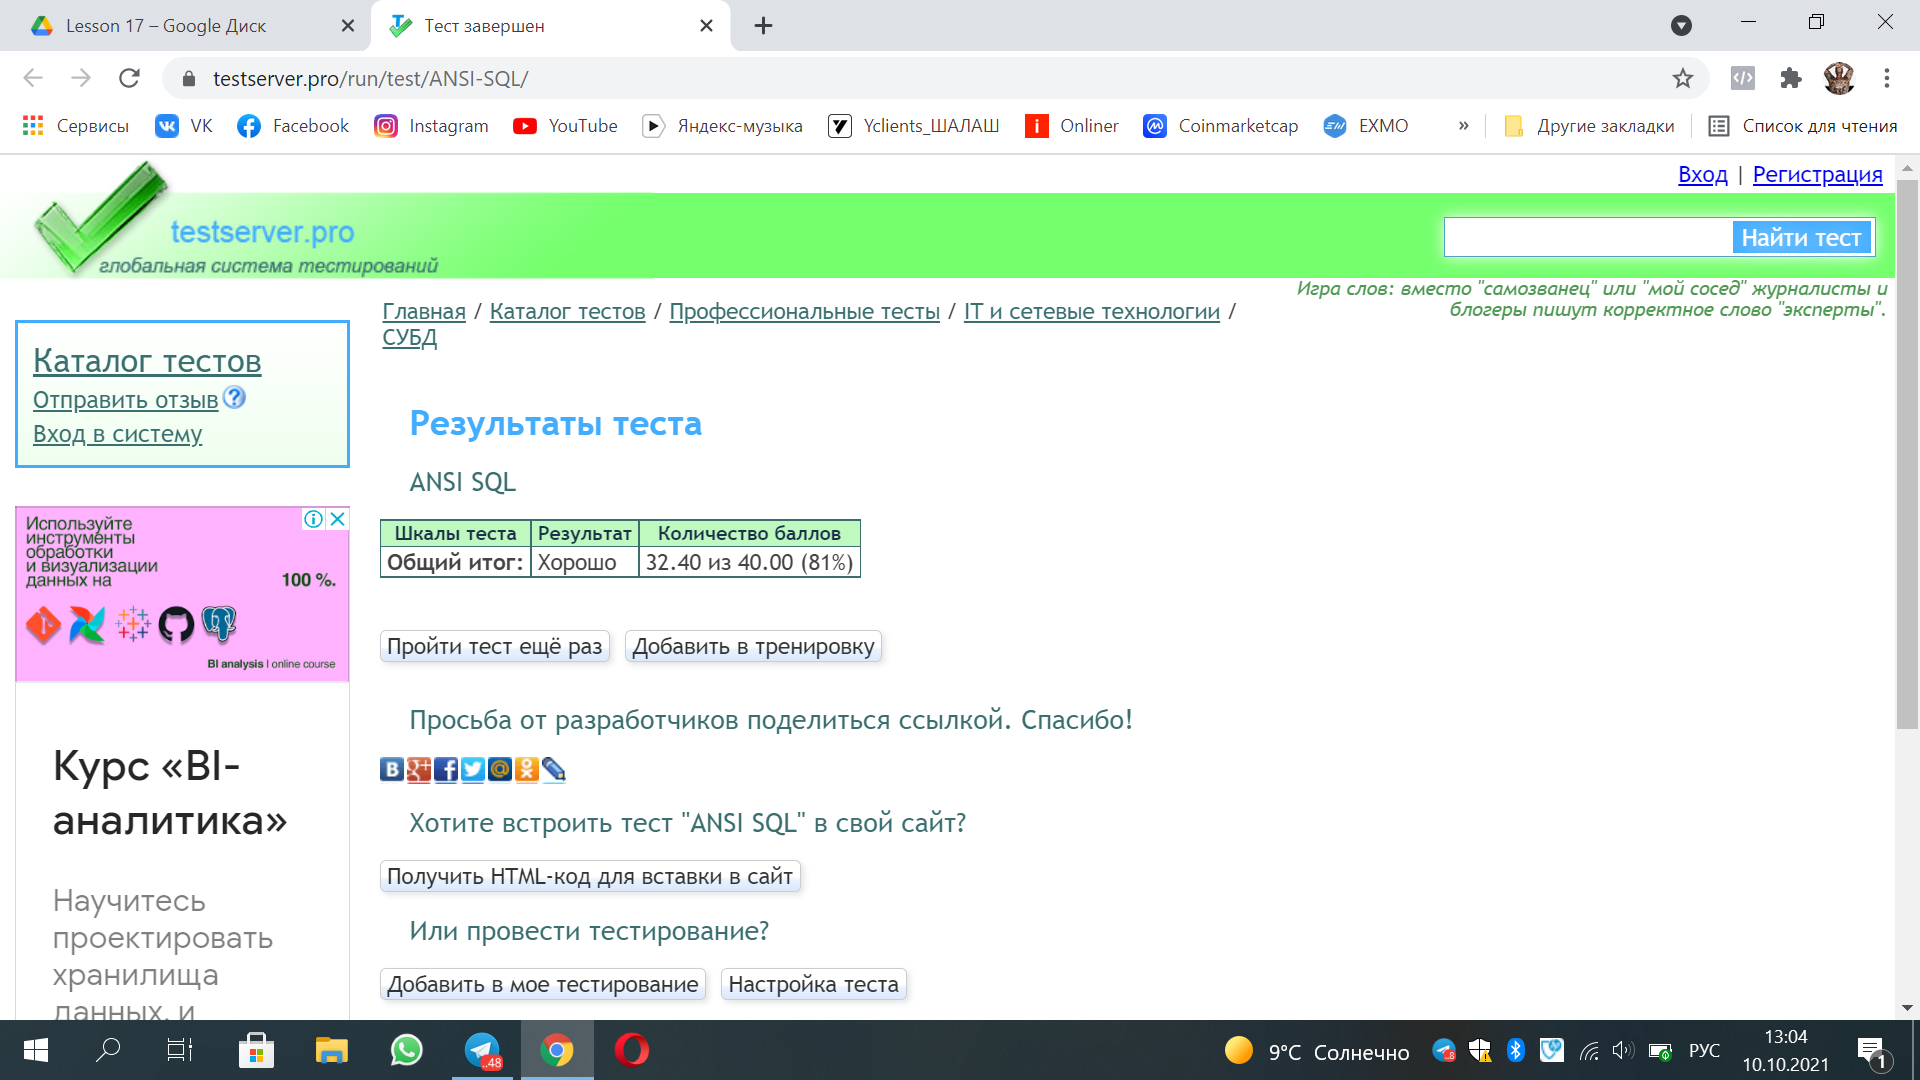 Lesson 17 – Google Диск
Тест завершен
testserver.pro/run/test/ANSI-SQL/
Сервисы
VK
Facebook
Instagram
YouTube
Яндекс-музыка
Yclients_ШАЛАШ
Onliner
Coinmarketcap
EXMO
»
Другие закладки
Список для чтения
Вход | Регистрация
testserver.pro
глобальная система тестирований
Найти тест
Игра слов: вместо "самозванец" или "мой сосед" журналисты и
блогеры пишут корректное слово "эксперты".
Главная / Каталог тестов / Профессиональные тесты / IT и сетевые технологии /
СУБД
Каталог тестов
Отправить отзыв ?
Вход в систему
Используйте
инструменты
обработки
и визуализации
данных на
100 %.
BI analysis I online course
Курс «BI-
аналитика»
Научитесь
проектировать
хранилища
данных, и
Результаты теста
ANSI SQL
Шкалы теста Результат Количество баллов
Общий итог: Хорошо 32.40 из 40.00 (81%)
Пройти тест ещё раз Добавить в тренировку
Просьба от разработчиков поделиться ссылкой. Спасибо!
Хотите встроить тест "ANSI SQL" в свой сайт?
Получить HTML-код для вставки в сайт
Или провести тестирование?
Добавить в мое тестирование Настройка теста
.48
9°C Солнечно
8
РУС
13:04
10.10.2021
1